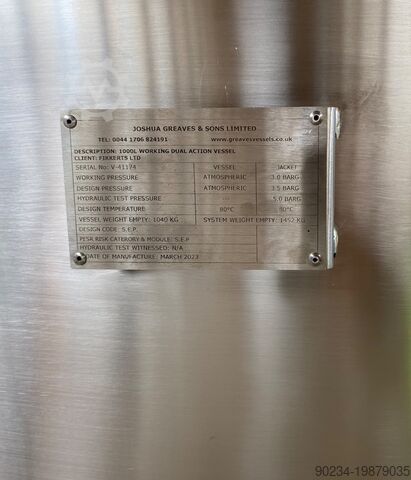 JOSHUA GREAVES & SONS LIMITED
TEL: 0044 1706 824191 www.greavesvessels.co.uk
DESCRIPTION: 1000L WORKING DUAL ACTION VESSEL
CLIENT: FIKKERTS LTD
SERIAL No: V-41174 VESSEL JACKET
WORKING PRESSURE ATMOSPHERIC 3.0 BARG
DESIGN PRESSURE ATMOSPHERIC 3.5 BARG
HYDRAULIC TEST PRESSURE 5.0 BARG
DESIGN TEMPERATURE 80°C 80°C
VESSEL WEIGHT EMPTY: 1040 KG SYSTEM WEIGHT EMPTY: 1452 KG
DESIGN CODE: S.E.P.
RISK CATERORY & MODULE: S.E.P
HYDRAULIC TEST WITNESSED: N/A
DATE OF MANUFACTURE: MARCH 2023
90234-19879035